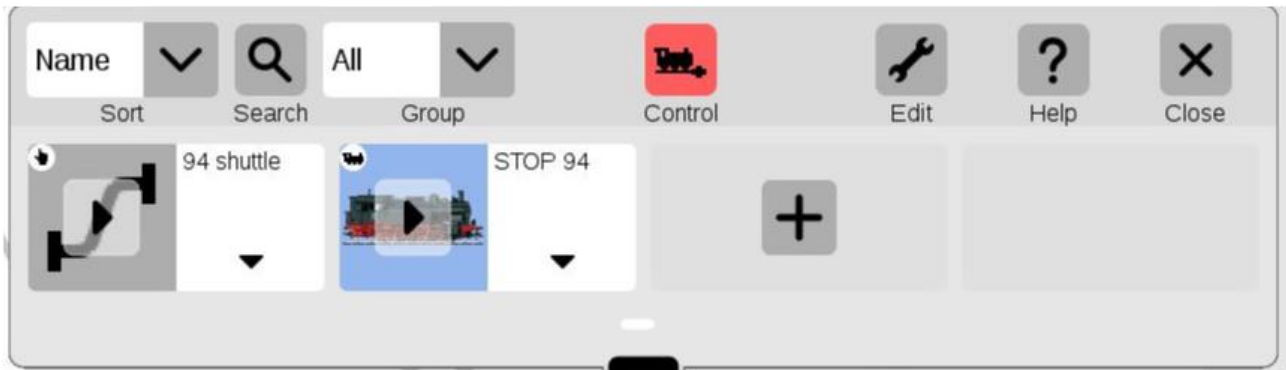 Name
All
?
Sort
Search
Group
Control
Edit
Help
Close
94 shuttle
STOP 94